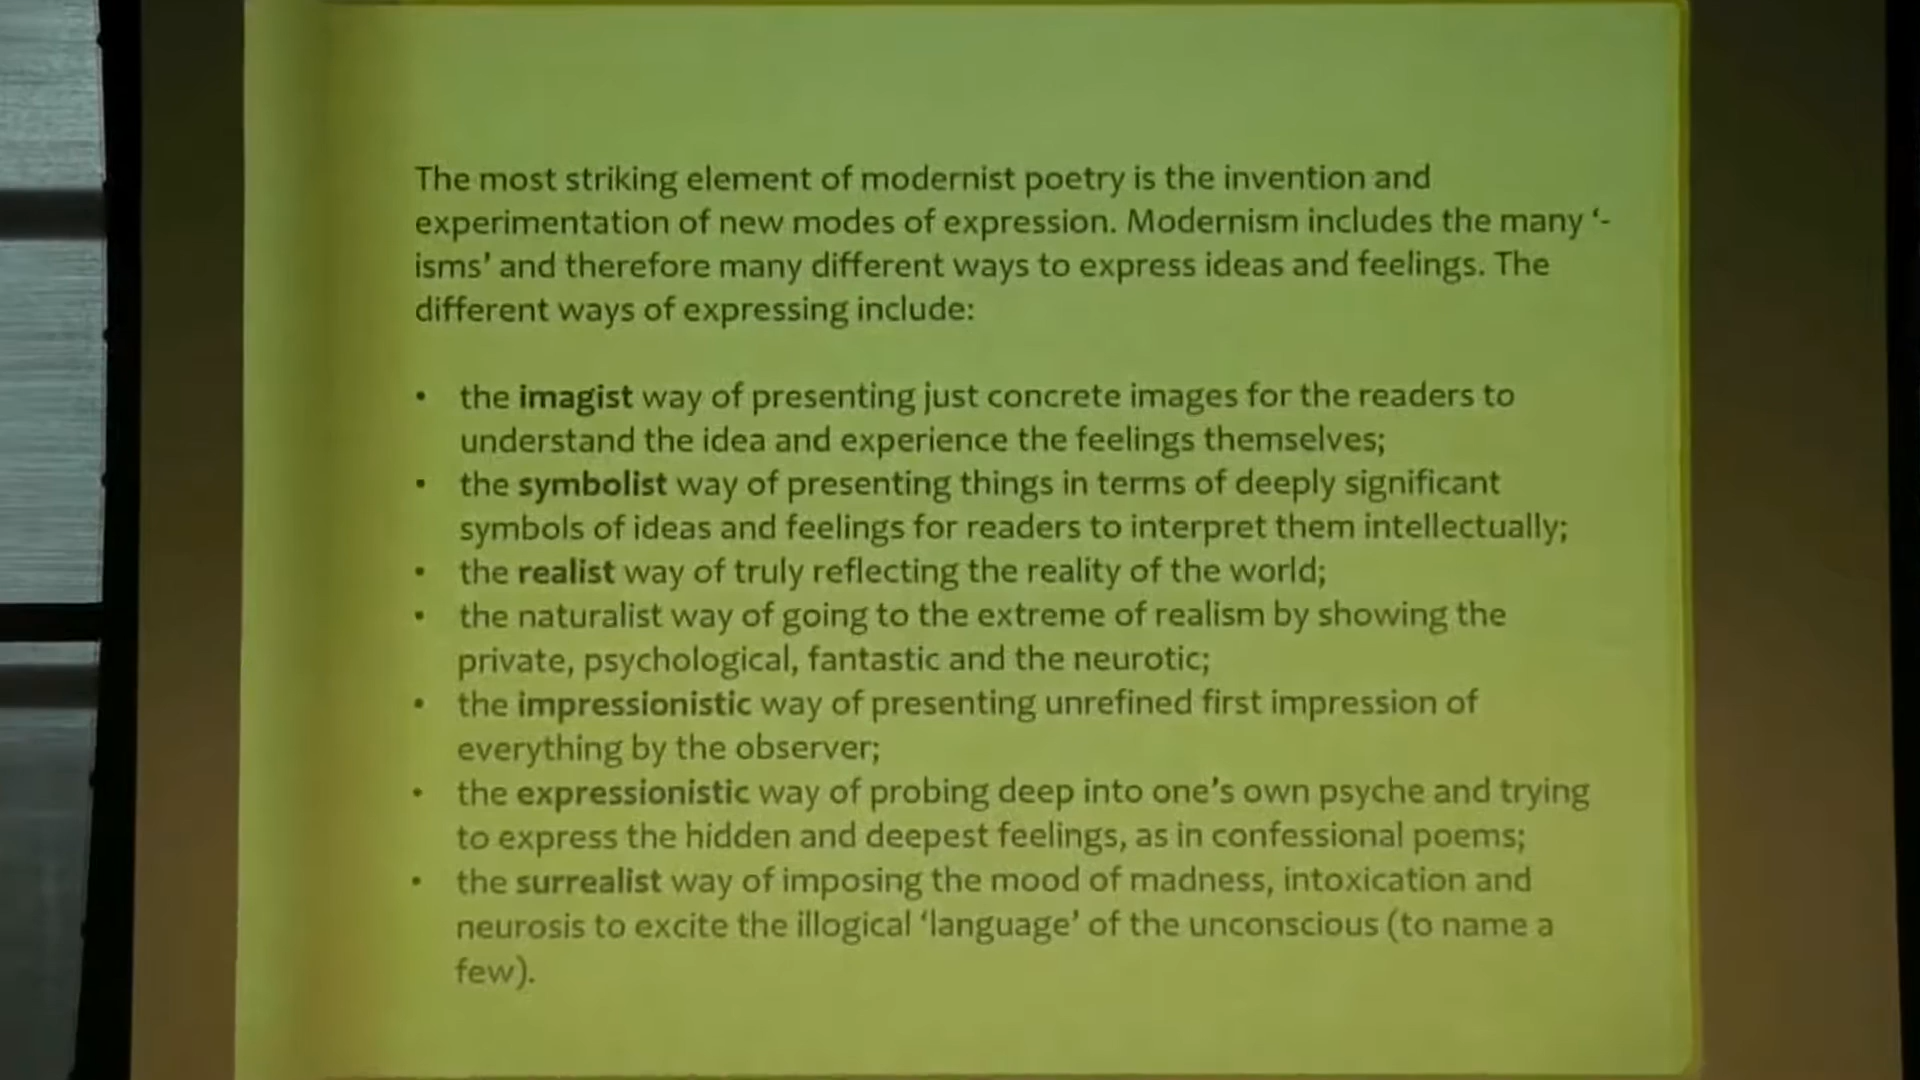 The most striking element of modernist poetry is the invention and
experimentation of new modes of expression. Modernism includes the many ‘-
isms’ and therefore many different ways to express ideas and feelings. The
different ways of expressing include:
• the imagist way of presenting just concrete images for the readers to
understand the idea and experience the feelings themselves;
• the symbolist way of presenting things in terms of deeply significant
symbols of ideas and feelings for readers to interpret them intellectually;
• the realist way of truly reflecting the reality of the world;
• the naturalist way of going to the extreme of realism by showing the
private, psychological, fantastic and the neurotic;
• the impressionistic way of presenting unrefined first impression of
everything by the observer;
• the expressionistic way of probing deep into one’s own psyche and trying
to express the hidden and deepest feelings, as in confessional poems;
• the surrealist way of imposing the mood of madness, intoxication and
neurosis to excite the illogical ‘language’ of the unconscious (to name a
few).